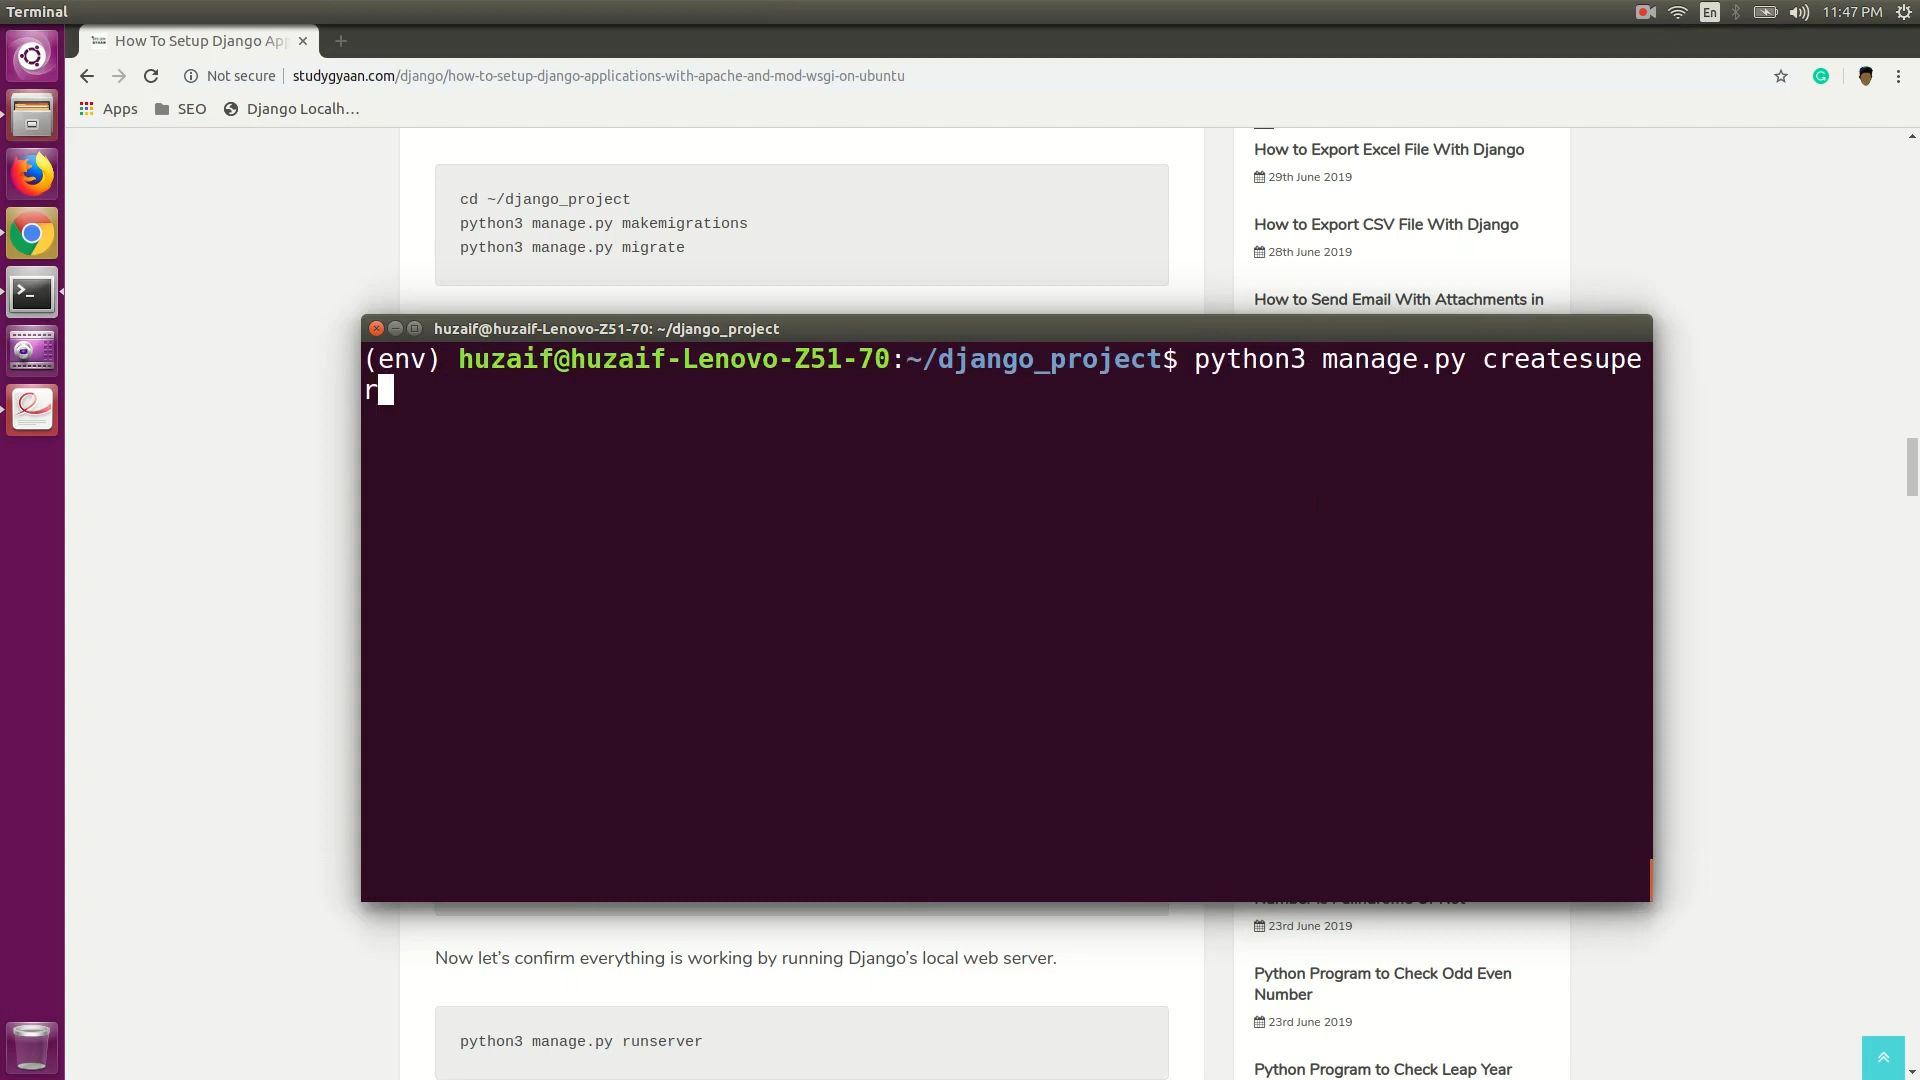 Terminal
En
11:47 PM
How To Setup Django App
Not secure
studygyaan.com/django/how-to-setup-django-applications-with-apache-and-mod-wsgi-on-ubuntu
Apps
SEO
Django Localh…
cd ~/django_project
python3 manage.py makemigrations
python3 manage.py migrate
How to Export Excel File With Django
29th June 2019
How to Export CSV File With Django
28th June 2019
How to Send Email With Attachments in
huzaif@huzaif-Lenovo-Z51-70: ~/django_project
(env) huzaif@huzaif-Lenovo-Z51-70:~/django_project$ python3 manage.py createsupe
r
23rd June 2019
Now let’s confirm everything is working by running Django’s local web server.
python3 manage.py runserver
Python Program to Check Odd Even
Number
23rd June 2019
Python Program to Check Leap Year